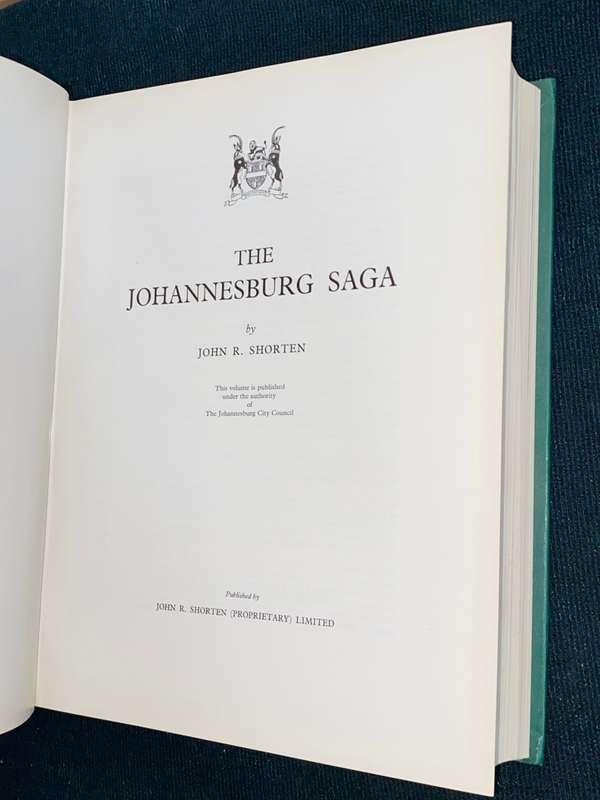 THE
JOHANNESBURG SAGA
by
JOHN R. SHORTEN
This volume is published
under the authority
of
The Johannesburg City Council
Published by
JOHN R. SHORTEN (PROPRIETARY) LIMITED